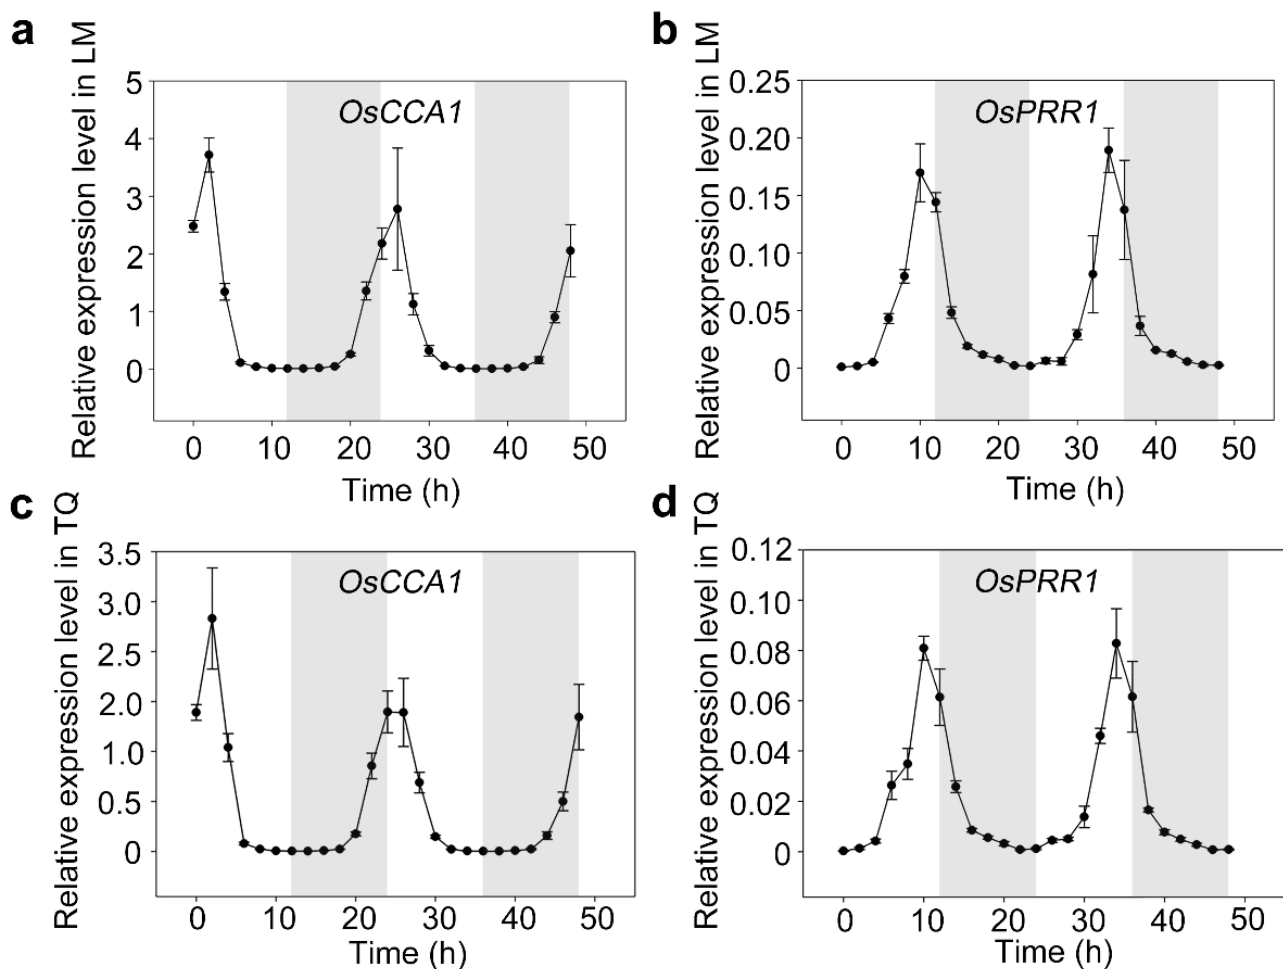 a
Relative expression level in LM
OsCCA1
5
4
3
2
1
0
0 10 20 30 40 50
Time (h)
b
Relative expression level in LM
OsPRR1
0.25
0.20
0.15
0.10
0.05
0
0 10 20 30 40 50
Time (h)
c
Relative expression level in TQ
OsCCA1
3.5
3.0
2.5
2.0
1.0
0.5
0
0 10 20 30 40 50
Time (h)
d
Relative expression level in TQ
OsPRR1
0.12
0.10
0.08
0.06
0.04
0.02
0
0 10 20 30 40 50
Time (h)